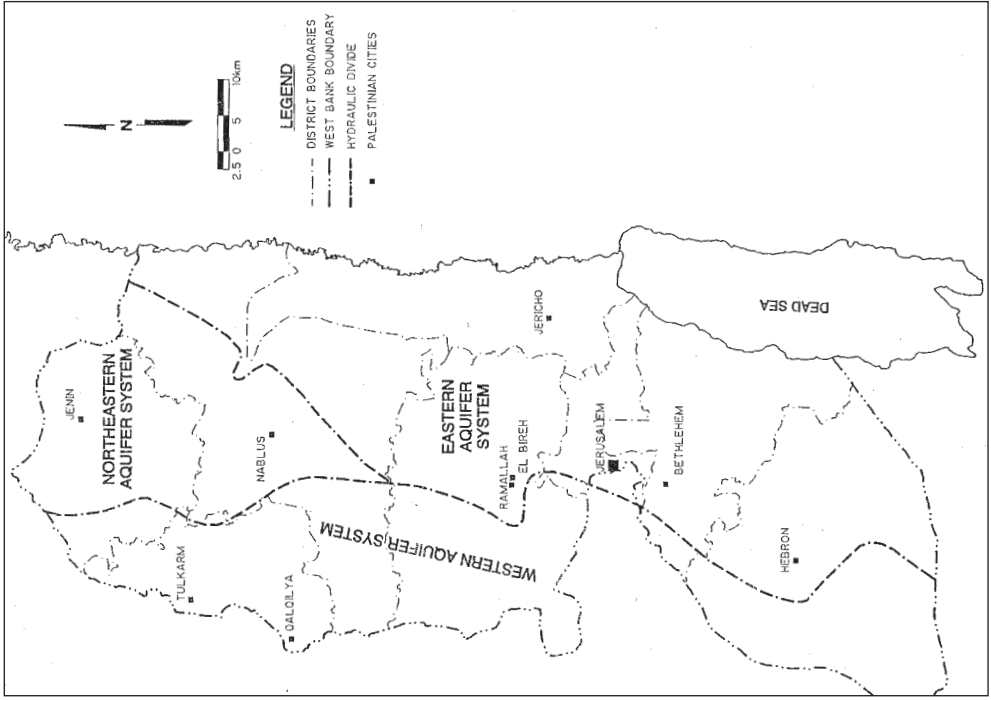 N
2.5 0 5 10km
LEGEND
DISTRICT BOUNDARIES
WEST BANK BOUNDARY
HYDRAULIC DIVIDE
PALESTINIAN CITIES
JENIN
NORTHEASTERN
AQUIFER SYSTEM
TULKARM
NABLUS
QALQILYA
EASTERN
AQUIFER
SYSTEM
JERICHO
RAMALLAH
EL BIREH
WESTERN AQUIFER SYSTEM
JERUSALEM
BETHLEHEM
DEAD SEA
HEBRON